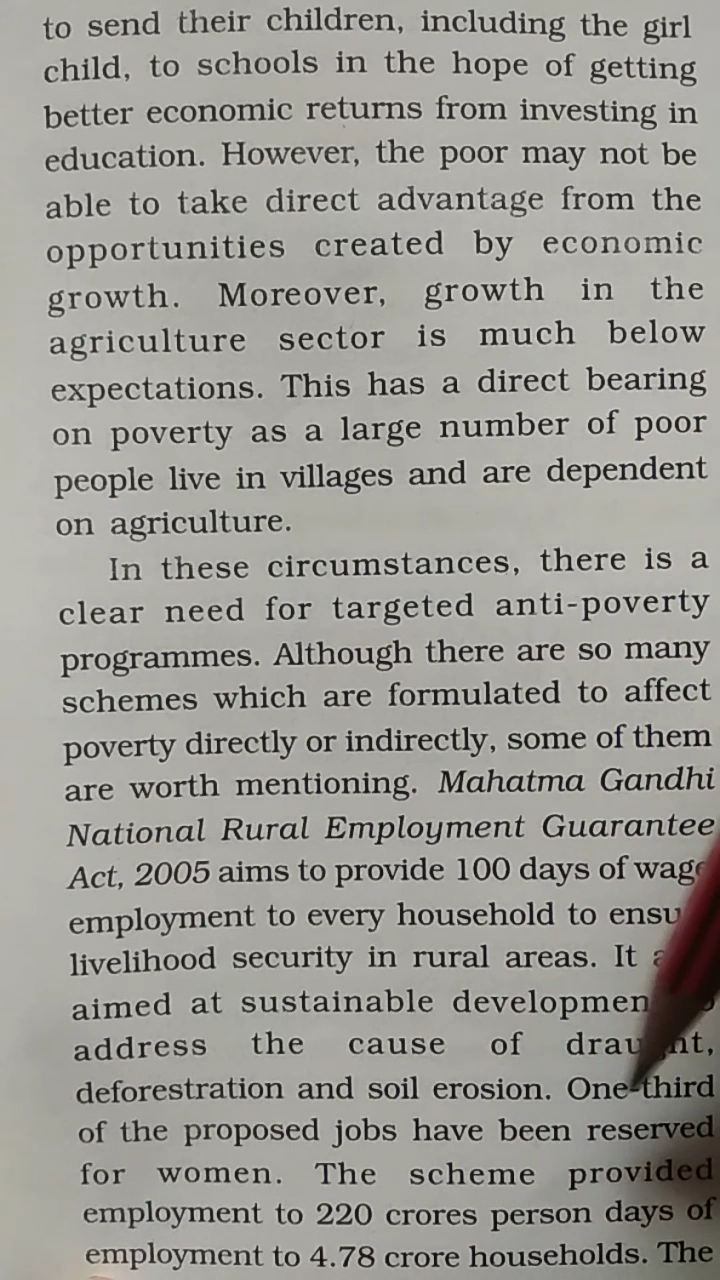 to send their children, including the girl
child, to schools in the hope of getting
better economic returns from investing in
education. However, the poor may not be
able to take direct advantage from the
opportunities created by economic
growth. Moreover, growth in the
agriculture sector is much below
expectations. This has a direct bearing
on poverty as a large number of poor
people live in villages and are dependent
on agriculture.
In these circumstances, there is a
clear need for targeted anti-poverty
programmes. Although there are so many
schemes which are formulated to affect
poverty directly or indirectly, some of them
are worth mentioning. Mahatma Gandhi
National Rural Employment Guarantee
Act, 2005 aims to provide 100 days of
employment to every household to
livelihood security in rural areas. It
aimed at sustainable
address the cause of
deforestration and soil erosion. One-third
of the proposed jobs have been reserved
for women. The scheme provided
employment to 220 crores person days of
employment to 4.78 crore households. The